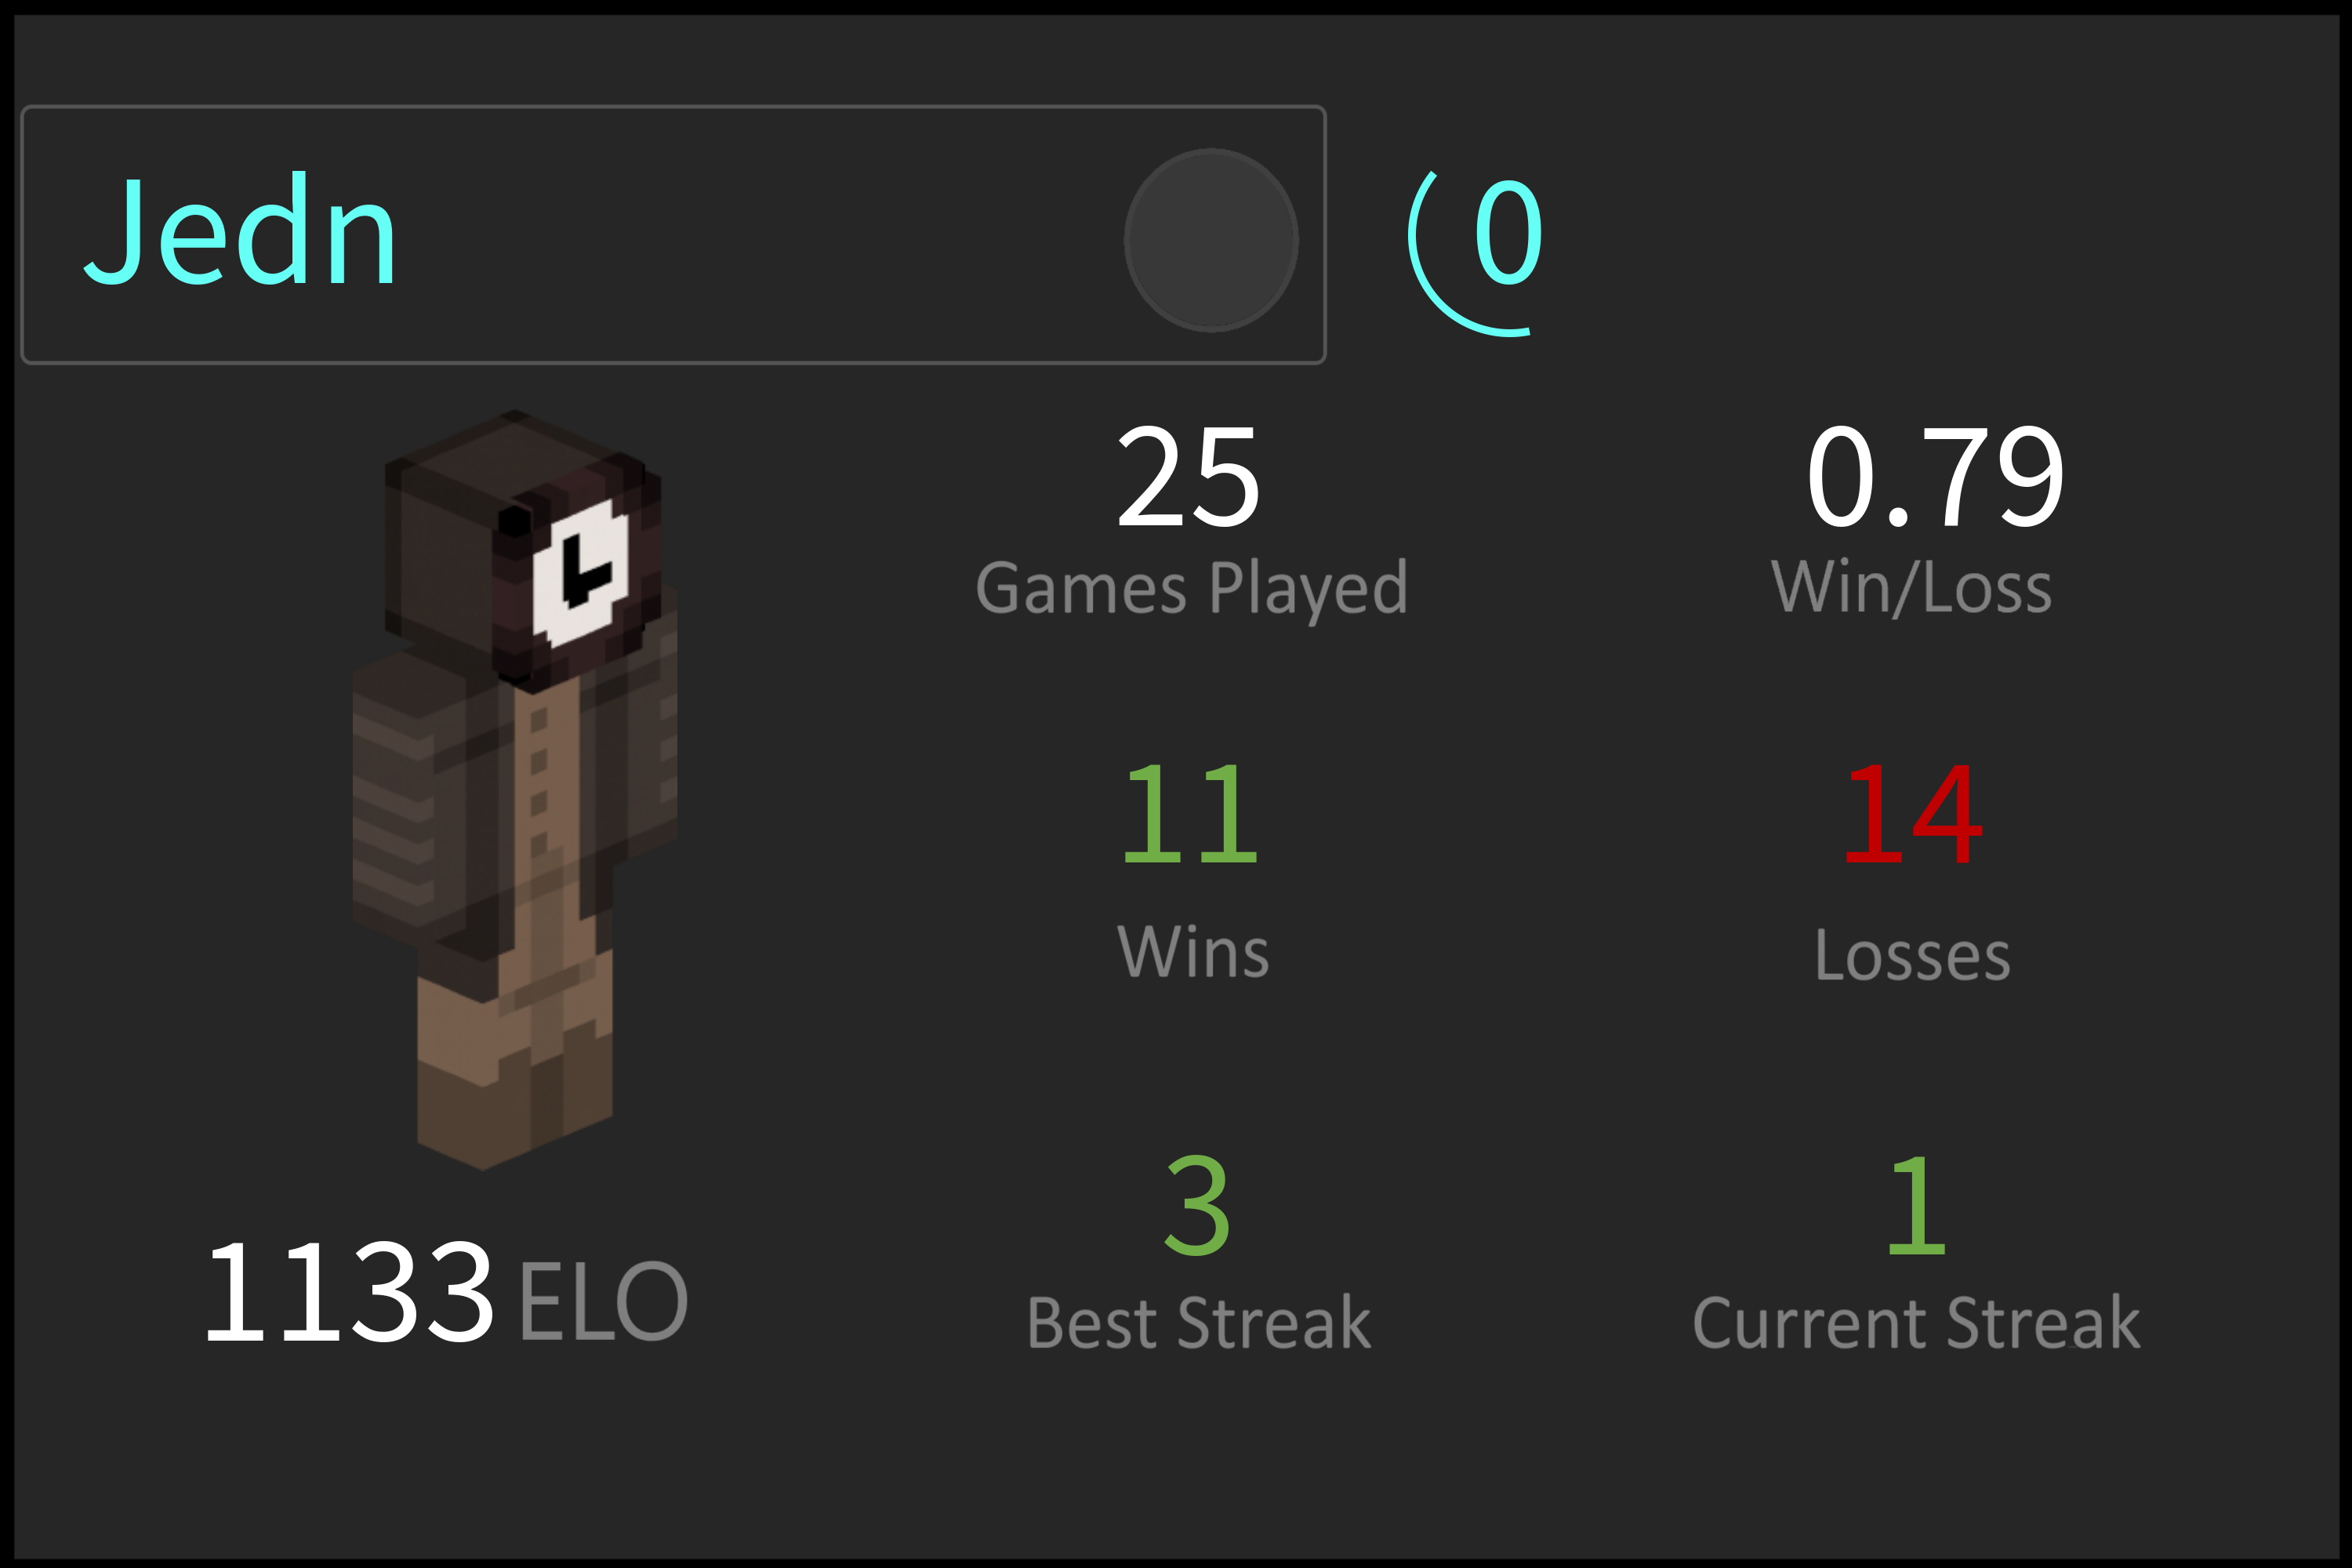 Jedn 0
25 0.79
Games Played Win/Loss
11 14
Wins Losses
3 1
1133 ELO Best Streak Current Streak